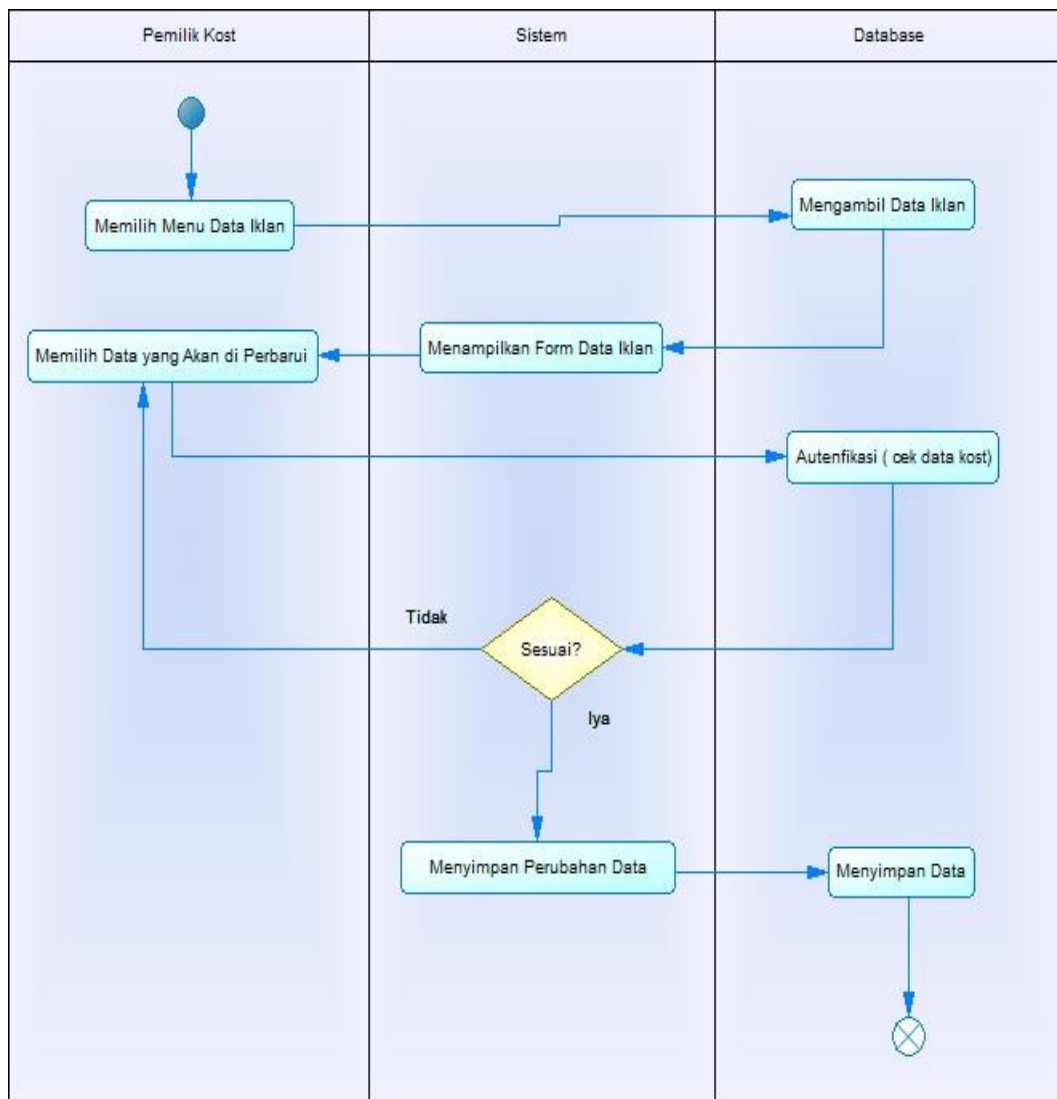 Pemilik Kost
Sistem
Database
Memilih Menu Data Iklan
Mengambil Data Iklan
Memilih Data yang Akan di Perbarui
Menampilkan Form Data Iklan
Autenfikasi ( cek data kost)
Tidak
Sesuai?
Iya
Menyimpan Perubahan Data
Menyimpan Data